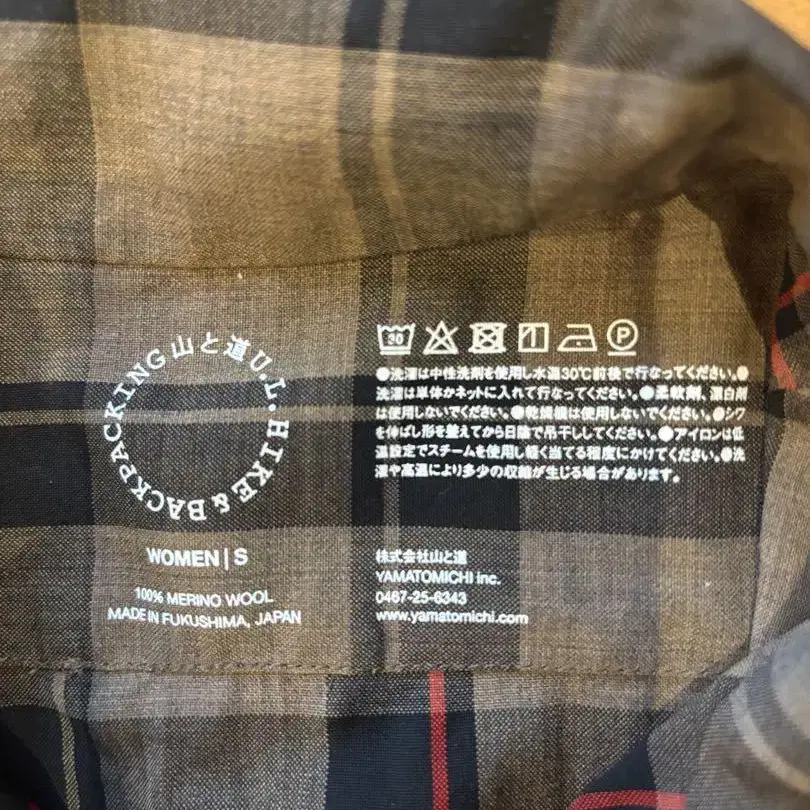 山と道 U.L. HIKE & BACKPACKING
WOMEN | S
100% MERINO WOOL
MADE IN FUKUSHIMA, JAPAN
30
P
●洗濯は中性洗剤を使用し水温30℃前後で行なってください。●
洗濯は単体かネットに入れて行なってください。●柔軟剤、漂白剤
は使用しないでください。●乾燥機は使用しないでください。●シワ
を伸ばし形を整えてから日陰で吊干ししてください。●アイロンは低
温設定でスチームを使用し軽く当てる程度にかけてください。●洗
濯や高温により多少の収縮が生じる場合があります。
株式会社山と道
YAMATOMICHI inc.
0467-25-6343
www.yamatomichi.com